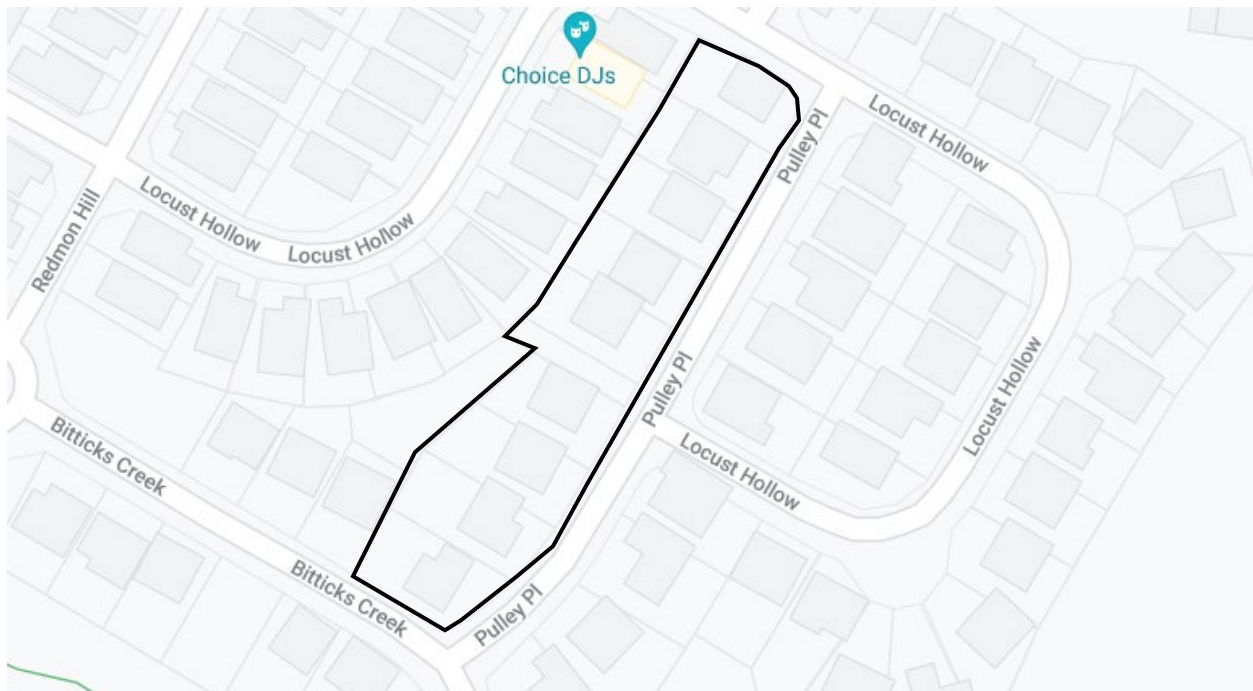 Choice DJs
Locust Hollow
Pulley Pl
Locust Hollow
Locust Hollow
Redmon Hill
Locust Hollow
Pulley Pl
Bitticks Creek
Locust Hollow
Bitticks Creek
Pulley Pl